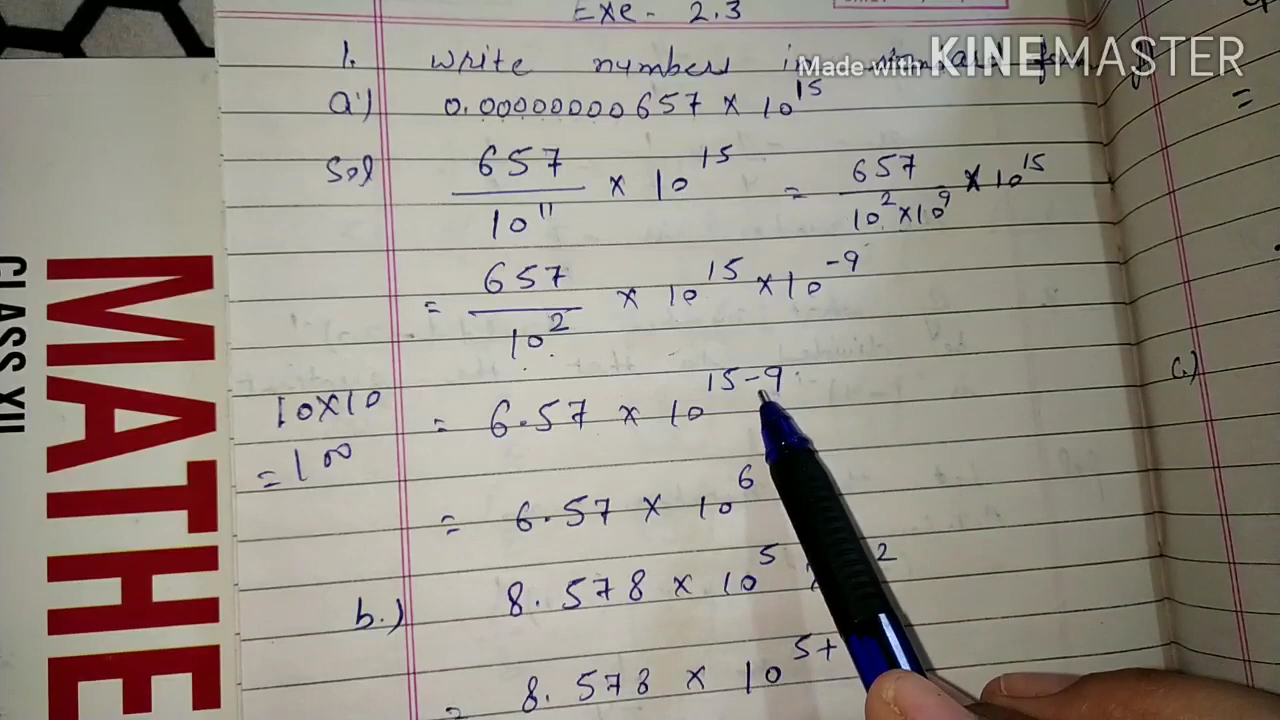 Exe - 2.3
1. Write numbers in standard
Made with KINEMASTER
a.) 0.00000000657 × 10^15
Sol 657/10^11 × 10^15 = 657/10^2×10^9 × 10^15
= 657/10^2 × 10^15 × 10^-9
= 6.57 × 10^15-9
10×10
= 100
= 6.57 × 10^6
b.) 8.578 × 10^5 2
= 8.578 × 10^5+
c.)
=
MATHE
CLASS XII